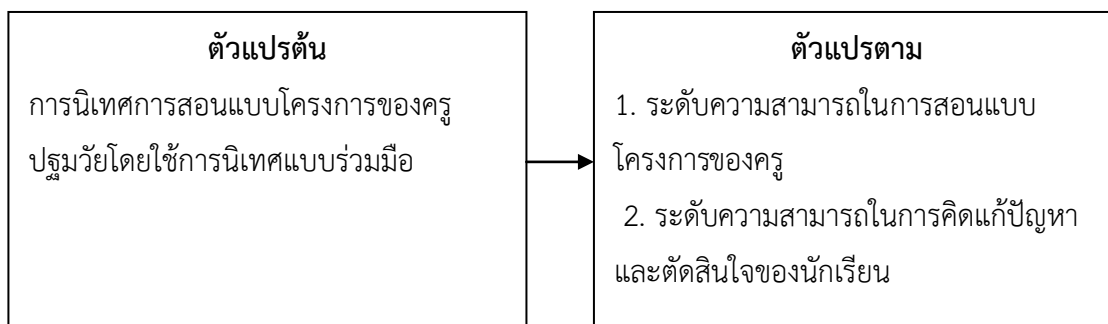 ตัวแปรต้น
การนิเทศการสอนแบบโครงการของครู
ปฐมวัยโดยใช้การนิเทศแบบร่วมมือ
ตัวแปรตาม
1. ระดับความสามารถในการสอนแบบ
โครงการของครู
2. ระดับความสามารถในการคิดแก้ปัญหา
และตัดสินใจของนักเรียน